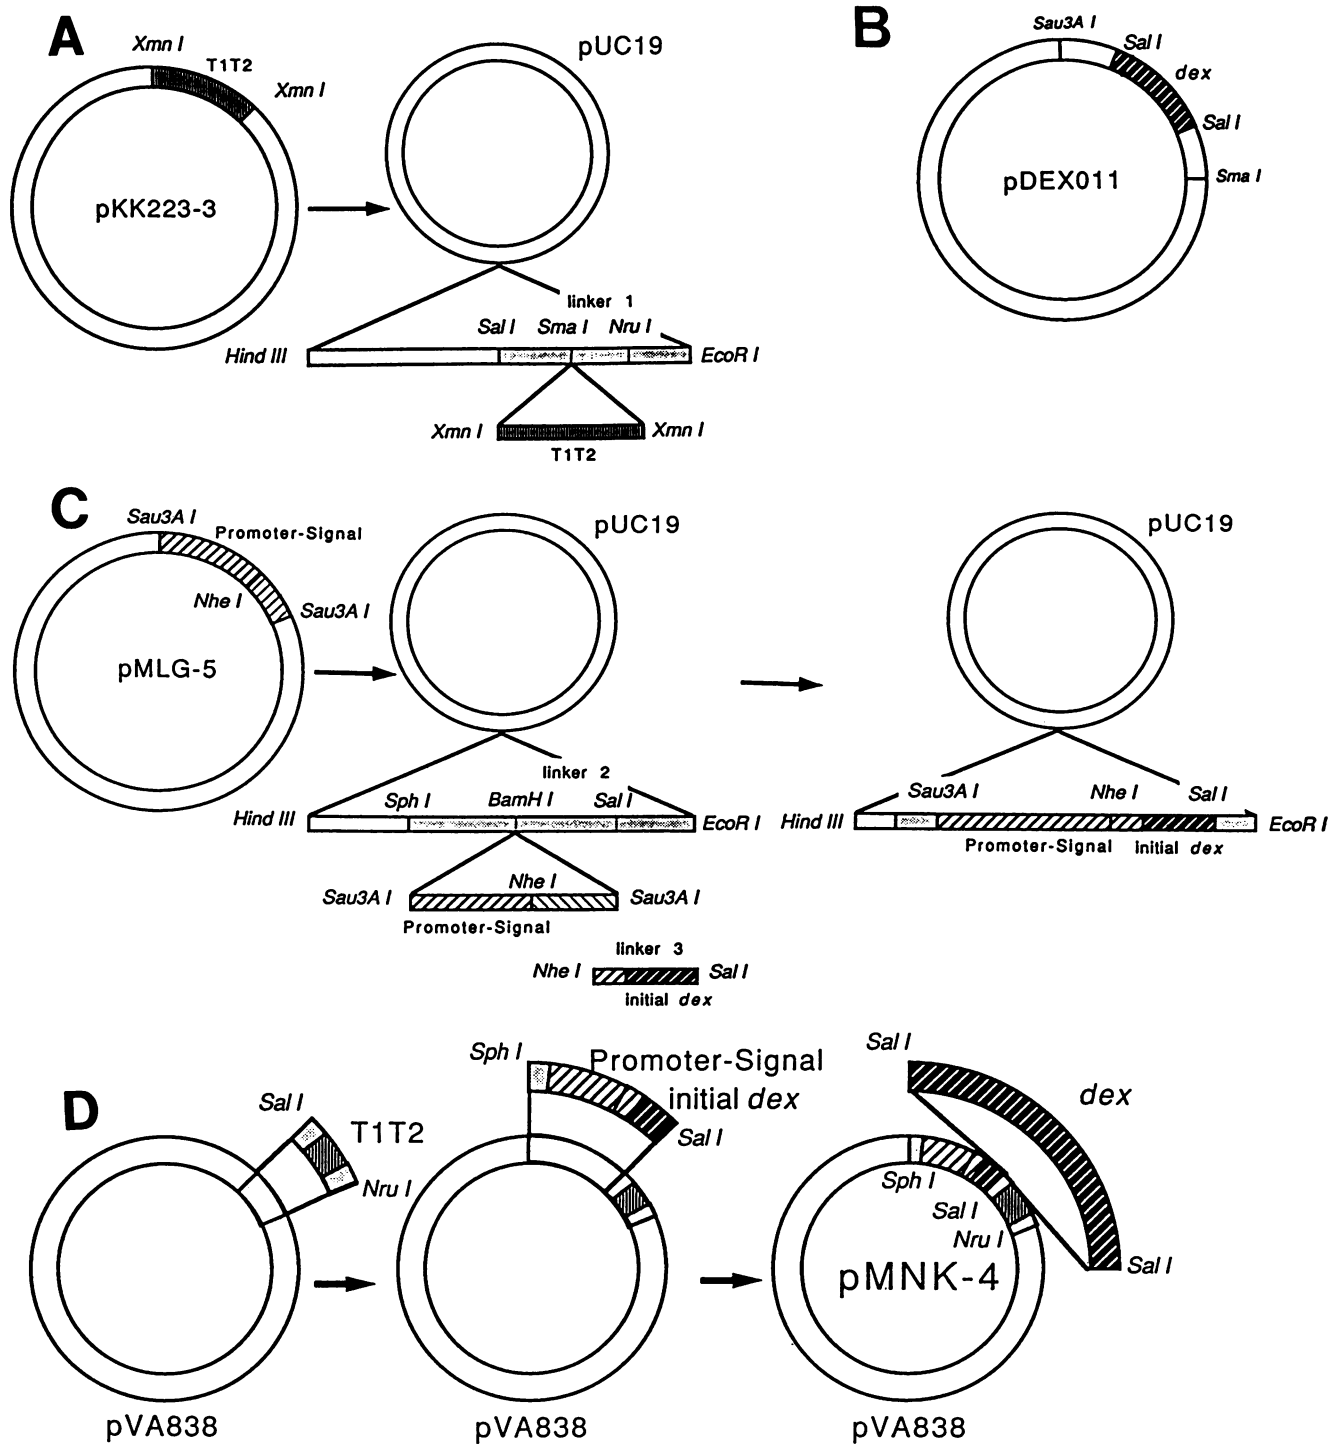 A
Xmn I
T1T2
Xmn I
pKK223-3
pUC19
linker 1
Sal I Sma I Nru I
Hind III
EcoR I
Xmn I
Xmn I
T1T2
B
Sau3A I
Sal I
dex
Sal I
pDEX011
Sma I
C
Sau3A I
Promoter-Signal
Nhe I
Sau3A I
pMLG-5
pUC19
linker 2
Sph I BamH I Sal I
Hind III
EcoR I
Nhe I
Sau3A I
Sau3A I
Promoter-Signal
linker 3
Nhe I
Sal I
initial dex
pUC19
Sau3A I Nhe I Sal I
Hind III
EcoR I
Promoter-Signal initial dex
D
Sal I
T1T2
Nru I
pVA838
Sph I
Promoter-Signal
initial dex
Sal I
pVA838
Sal I
dex
Sph I
Sal I
Nru I
Sal I
pMNK-4
pVA838